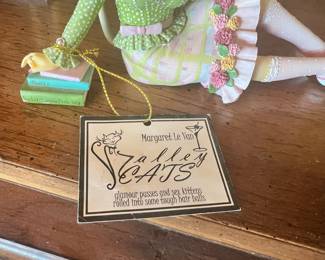 Margaret Le Van
Alley
CATS
glamour pusses and sex kittens
rolled into some tough hair balls.